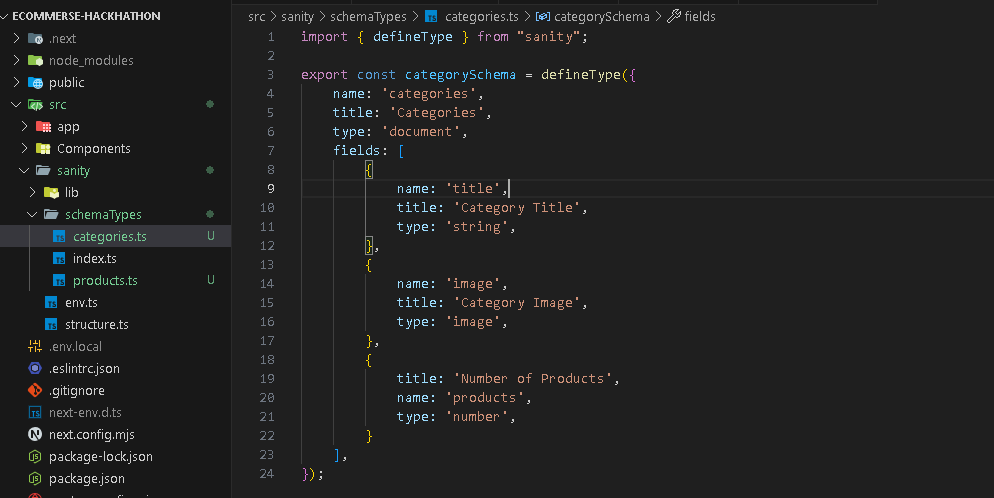 ECOMMERSE-HACKHATHON
.next
node_modules
public
src
app
Components
sanity
lib
schemaTypes
categories.ts U
index.ts
products.ts U
env.ts
structure.ts
.env.local
.eslintrc.json
.gitignore
next-env.d.ts
next.config.mjs
package-lock.json
package.json
src > sanity > schemaTypes > categories.ts > categorySchema > fields
1 import { defineType } from "sanity";
2
3 export const categorySchema = defineType({
4 name: 'categories',
5 title: 'Categories',
6 type: 'document',
7 fields: [
8 {
9 name: 'title',
10 title: 'Category Title',
11 type: 'string',
12 },
13 {
14 name: 'image',
15 title: 'Category Image',
16 type: 'image',
17 },
18 {
19 title: 'Number of Products',
20 name: 'products',
21 type: 'number',
22 }
23 ],
24 });